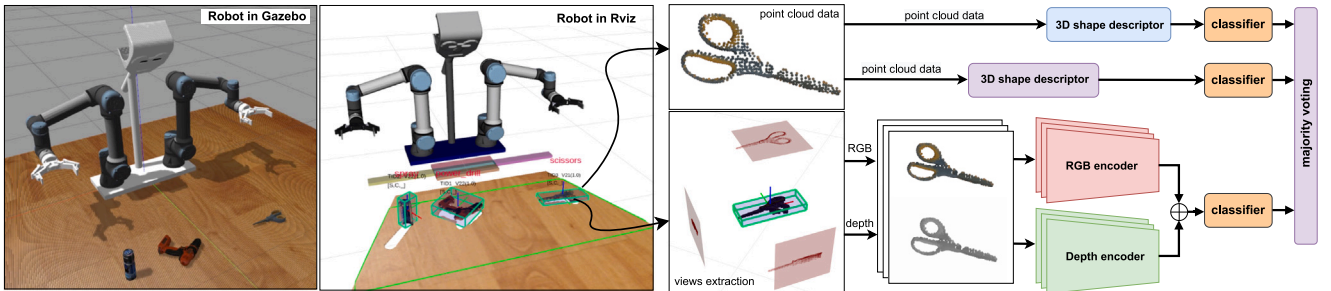 Robot in Gazebo
Robot in Rviz
scissors
point cloud data
point cloud data
3D shape descriptor
classifier
point cloud data
3D shape descriptor
classifier
majority voting
RGB
RGB encoder
classifier
depth
Depth encoder
views extraction